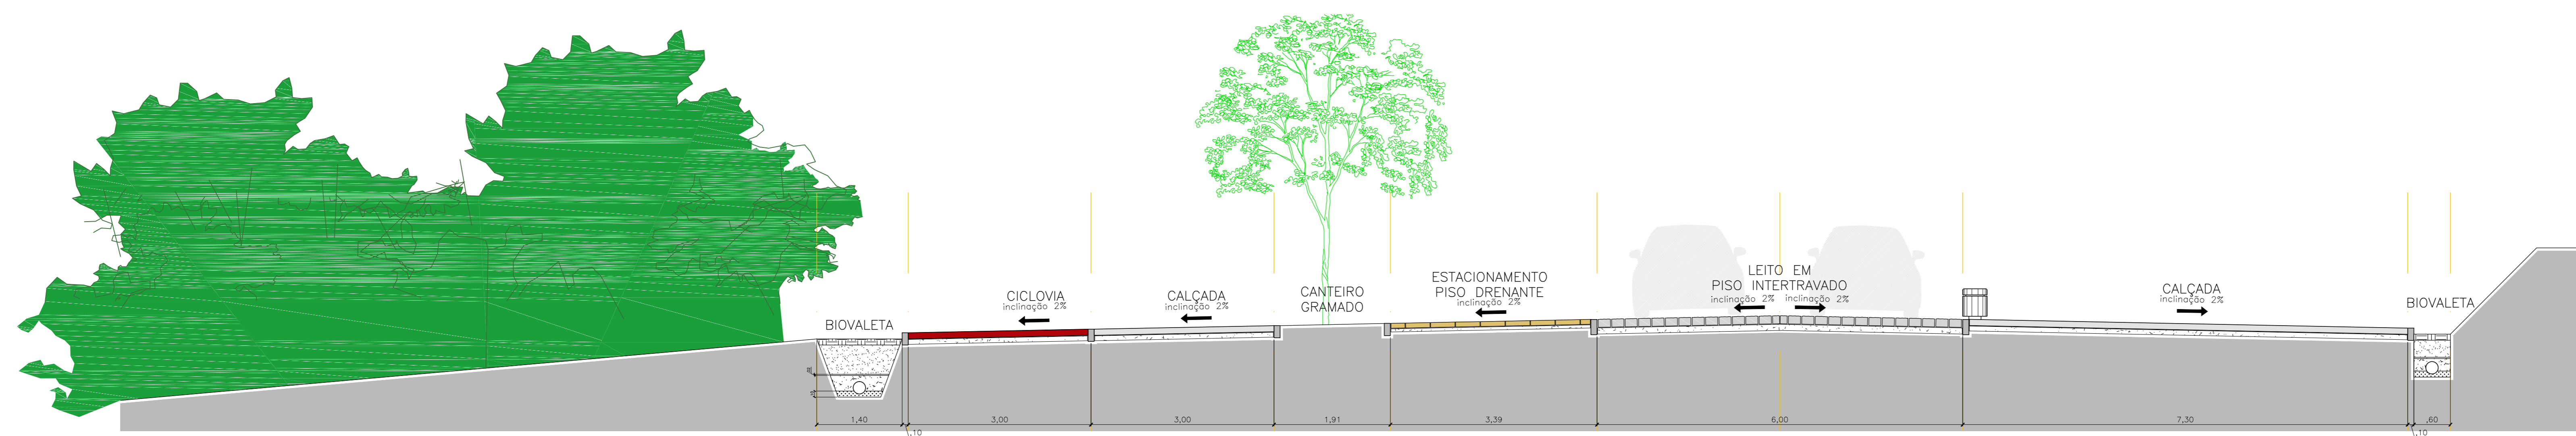 BIOVALETA
CICLOVIA
inclinação 2%
CALÇADA
inclinação 2%
CANTEIRO
GRAMADO
ESTACIONAMENTO
PISO DRENANTE
inclinação 2%
LEITO EM
PISO INTERTRAVADO
inclinação 2% inclinação 2%
CALÇADA
inclinação 2%
BIOVALETA
1,40
,10
3,00
3,00
1,91
3,39
6,00
7,30
,10
,60